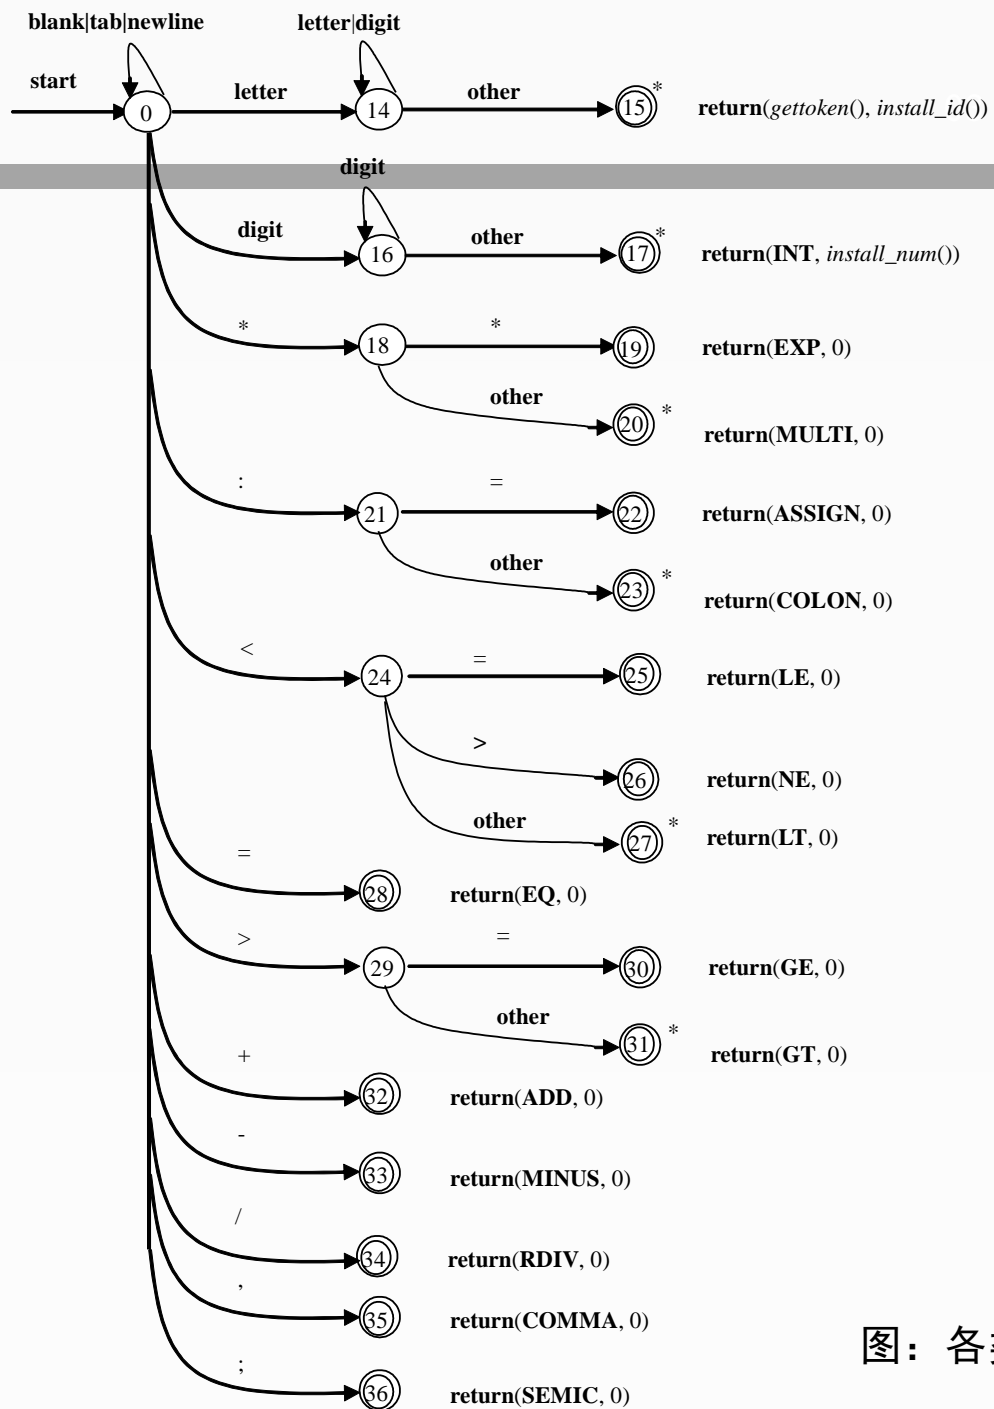 blank|tab|newline letter|digit
start letter other *
0 14 15 return(gettoken(), install_id())
digit
digit other *
16 17 return(INT, install_num())
* *
18 19 return(EXP, 0)
other *
20 return(MULTI, 0)
: =
21 22 return(ASSIGN, 0)
other *
23 return(COLON, 0)
< =
24 25 return(LE, 0)
>
26 return(NE, 0)
other *
27 return(LT, 0)
=
28 return(EQ, 0)
> =
29 30 return(GE, 0)
other *
31 return(GT, 0)
+
32 return(ADD, 0)
-
33 return(MINUS, 0)
/
34 return(RDIV, 0)
,
35 return(COMMA, 0)
图：各
;
36 return(SEMIC, 0)